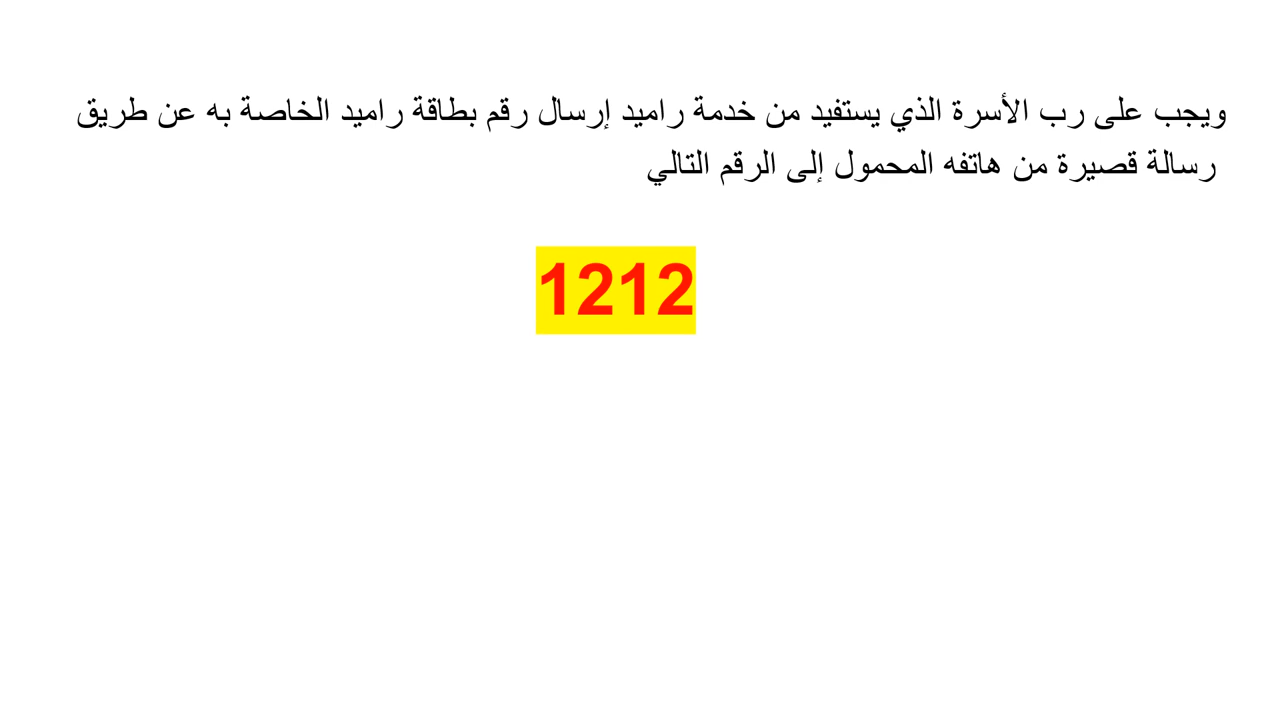 ويجب على رب الأسرة الذي يستفيد من خدمة راميد إرسال رقم بطاقة راميد الخاصة به عن طريق
رسالة قصيرة من هاتفه المحمول إلى الرقم التالي
1212